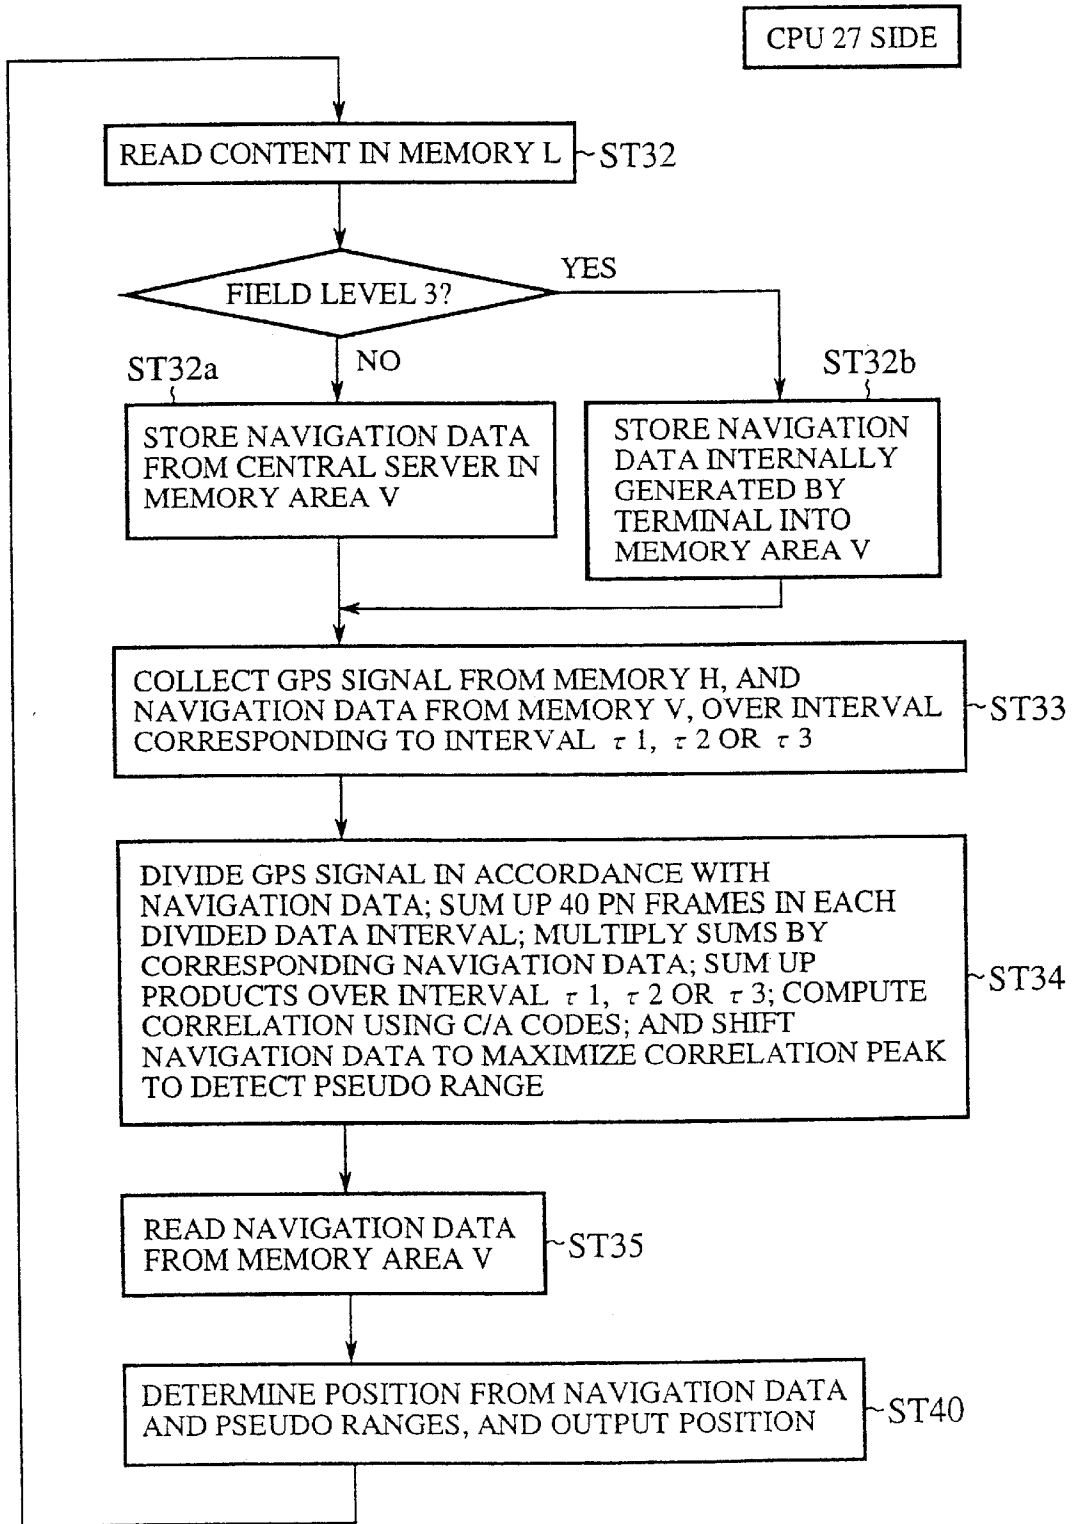 CPU 27 SIDE
READ CONTENT IN MEMORY L
ST32
FIELD LEVEL 3?
YES
NO
ST32a
STORE NAVIGATION DATA
FROM CENTRAL SERVER IN
MEMORY AREA V
ST32b
STORE NAVIGATION
DATA INTERNALLY
GENERATED BY
TERMINAL INTO
MEMORY AREA V
COLLECT GPS SIGNAL FROM MEMORY H, AND
NAVIGATION DATA FROM MEMORY V, OVER INTERVAL
CORRESPONDING TO INTERVAL τ 1, τ 2 OR τ 3
ST33
DIVIDE GPS SIGNAL IN ACCORDANCE WITH
NAVIGATION DATA; SUM UP 40 PN FRAMES IN EACH
DIVIDED DATA INTERVAL; MULTIPLY SUMS BY
CORRESPONDING NAVIGATION DATA; SUM UP
PRODUCTS OVER INTERVAL τ 1, τ 2 OR τ 3; COMPUTE
CORRELATION USING C/A CODES; AND SHIFT
NAVIGATION DATA TO MAXIMIZE CORRELATION PEAK
TO DETECT PSEUDO RANGE
ST34
READ NAVIGATION DATA
FROM MEMORY AREA V
ST35
DETERMINE POSITION FROM NAVIGATION DATA
AND PSEUDO RANGES, AND OUTPUT POSITION
ST40